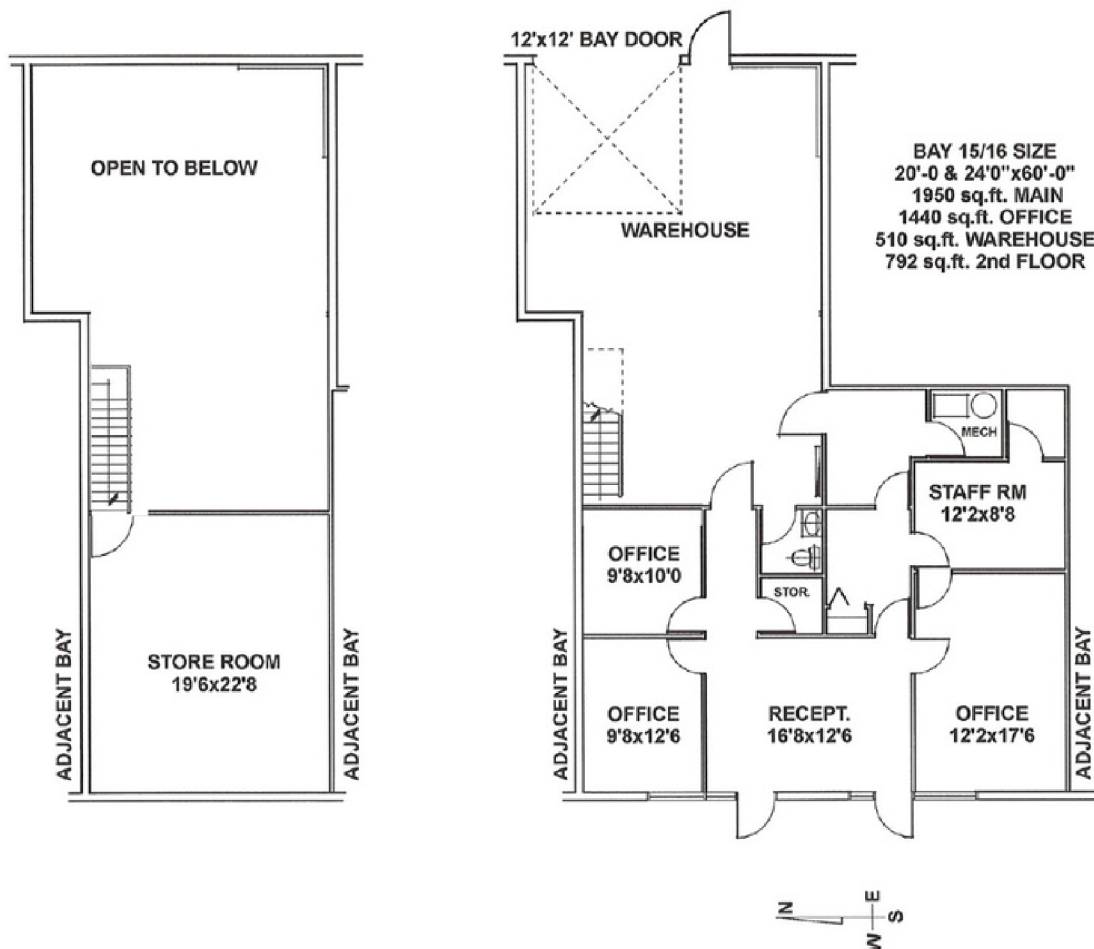 OPEN TO BELOW
STORE ROOM
19'6x22'8
ADJACENT BAY
ADJACENT BAY
12'x12' BAY DOOR
WAREHOUSE
BAY 15/16 SIZE
20'-0 & 24'0"x60'-0"
1950 sq.ft. MAIN
1440 sq.ft. OFFICE
510 sq.ft. WAREHOUSE
792 sq.ft. 2nd FLOOR
MECH
STAFF RM
12'2x8'8
OFFICE
9'8x10'0
STOR.
OFFICE
9'8x12'6
RECEPT.
16'8x12'6
OFFICE
12'2x17'6
ADJACENT BAY
ADJACENT BAY
N
E
S
W